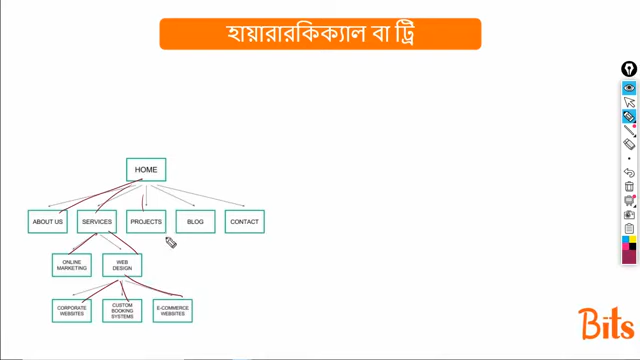 হায়ারারকিক্যাল বা ট্রি
HOME
ABOUT US
SERVICES
PROJECTS
BLOG
CONTACT
ONLINE
MARKETING
WEB
DESIGN
CORPORATE
WEBSITES
CUSTOM
BOOKING
SYSTEMS
E-COMMERCE
WEBSITES
Bits